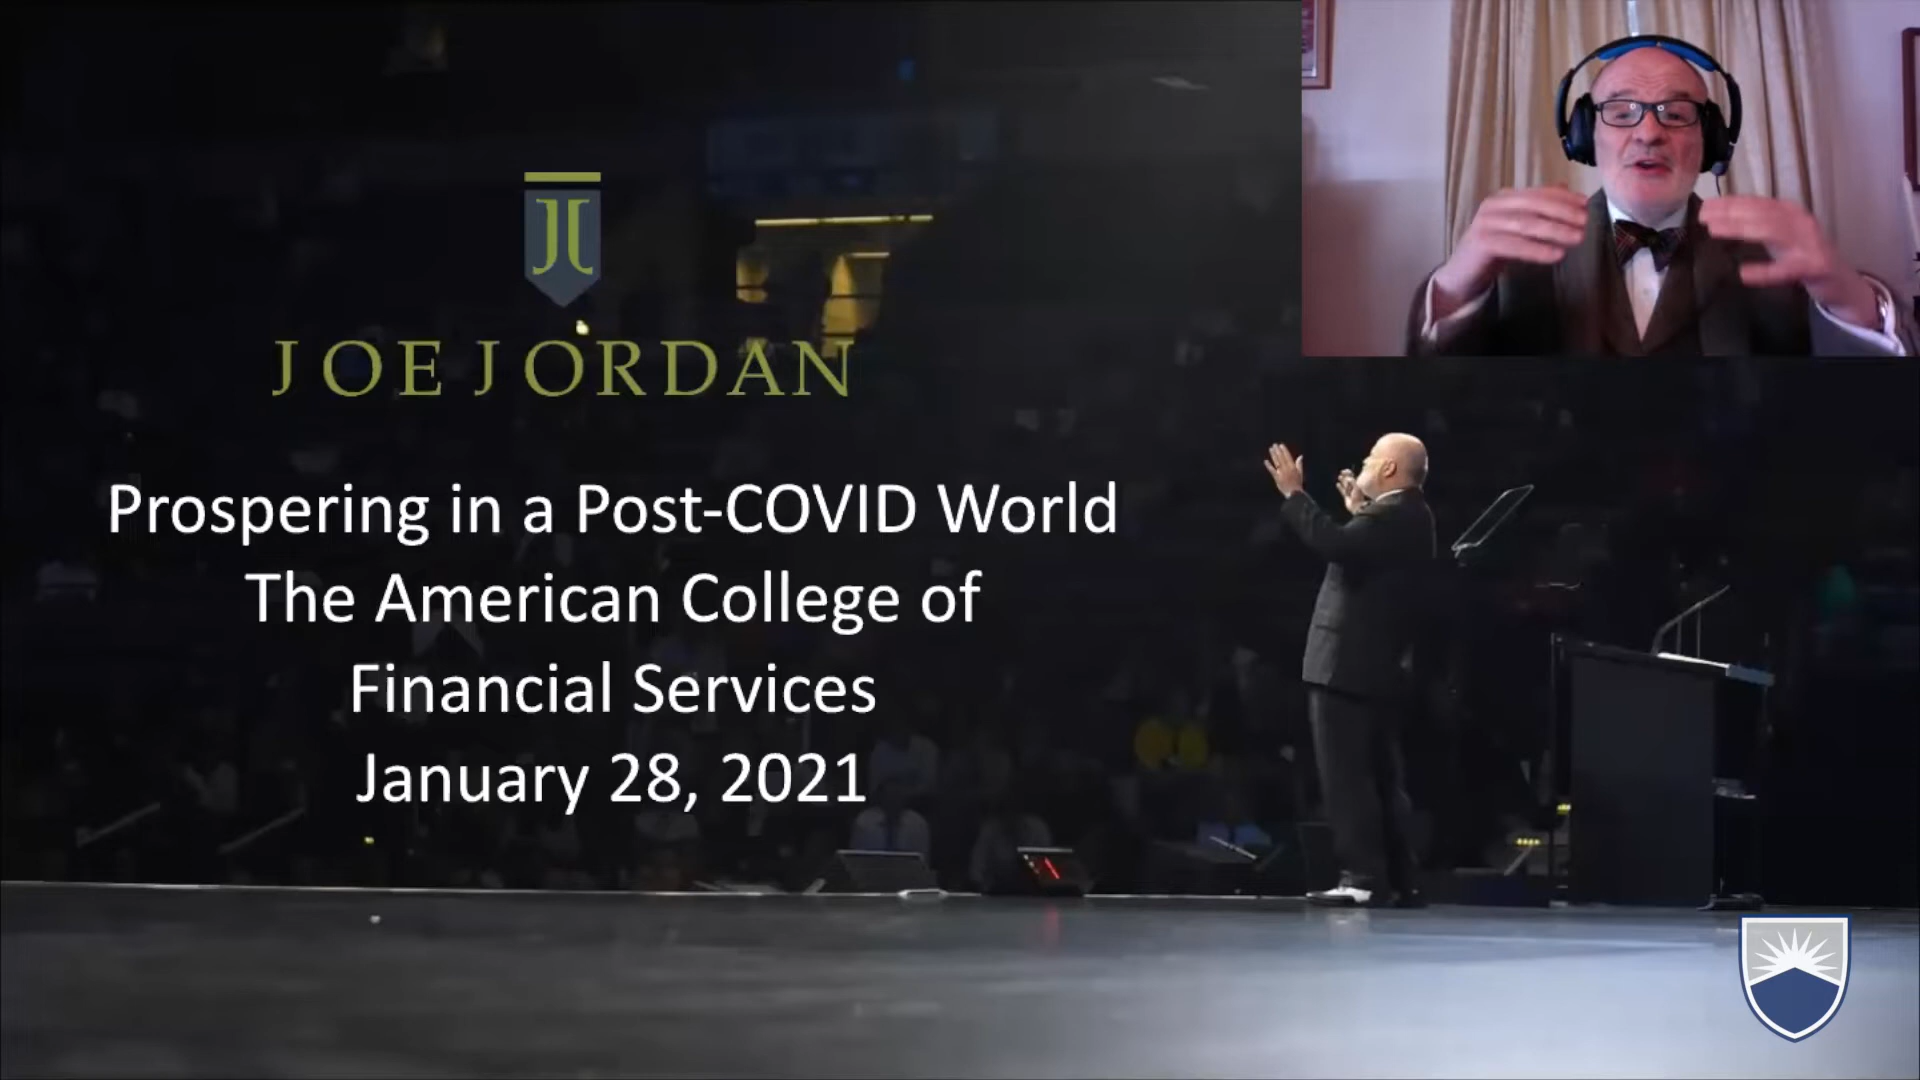 JJ
JOE JORDAN
Prospering in a Post-COVID World
The American College of
Financial Services
January 28, 2021